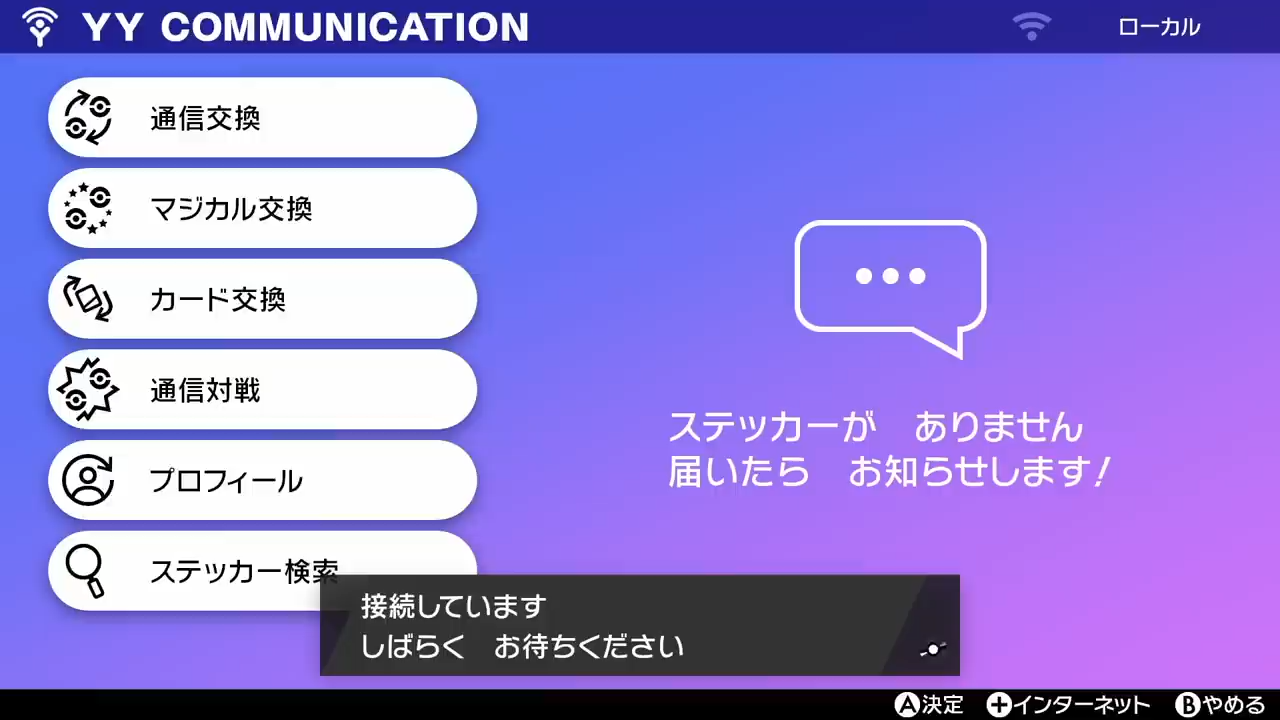 YY COMMUNICATION
ローカル
通信交換
マジカル交換
カード交換
通信対戦
プロフィール
ステッカー検索
ステッカーが　ありません
届いたら　お知らせします！
接続しています
しばらく　お待ちください
A決定 +インターネット Bやめる